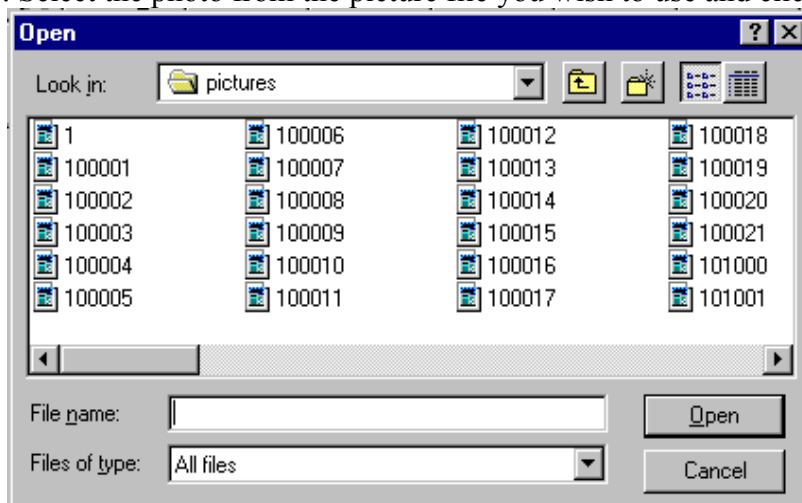 . Select the photo from the picture file you wish to use and
Open
Look in: pictures
1 100006 100012 100018
100001 100007 100013 100019
100002 100008 100014 100020
100003 100009 100015 100021
100004 100010 100016 101000
100005 100011 100017 101001
File name: Open
Files of type: All files Cancel